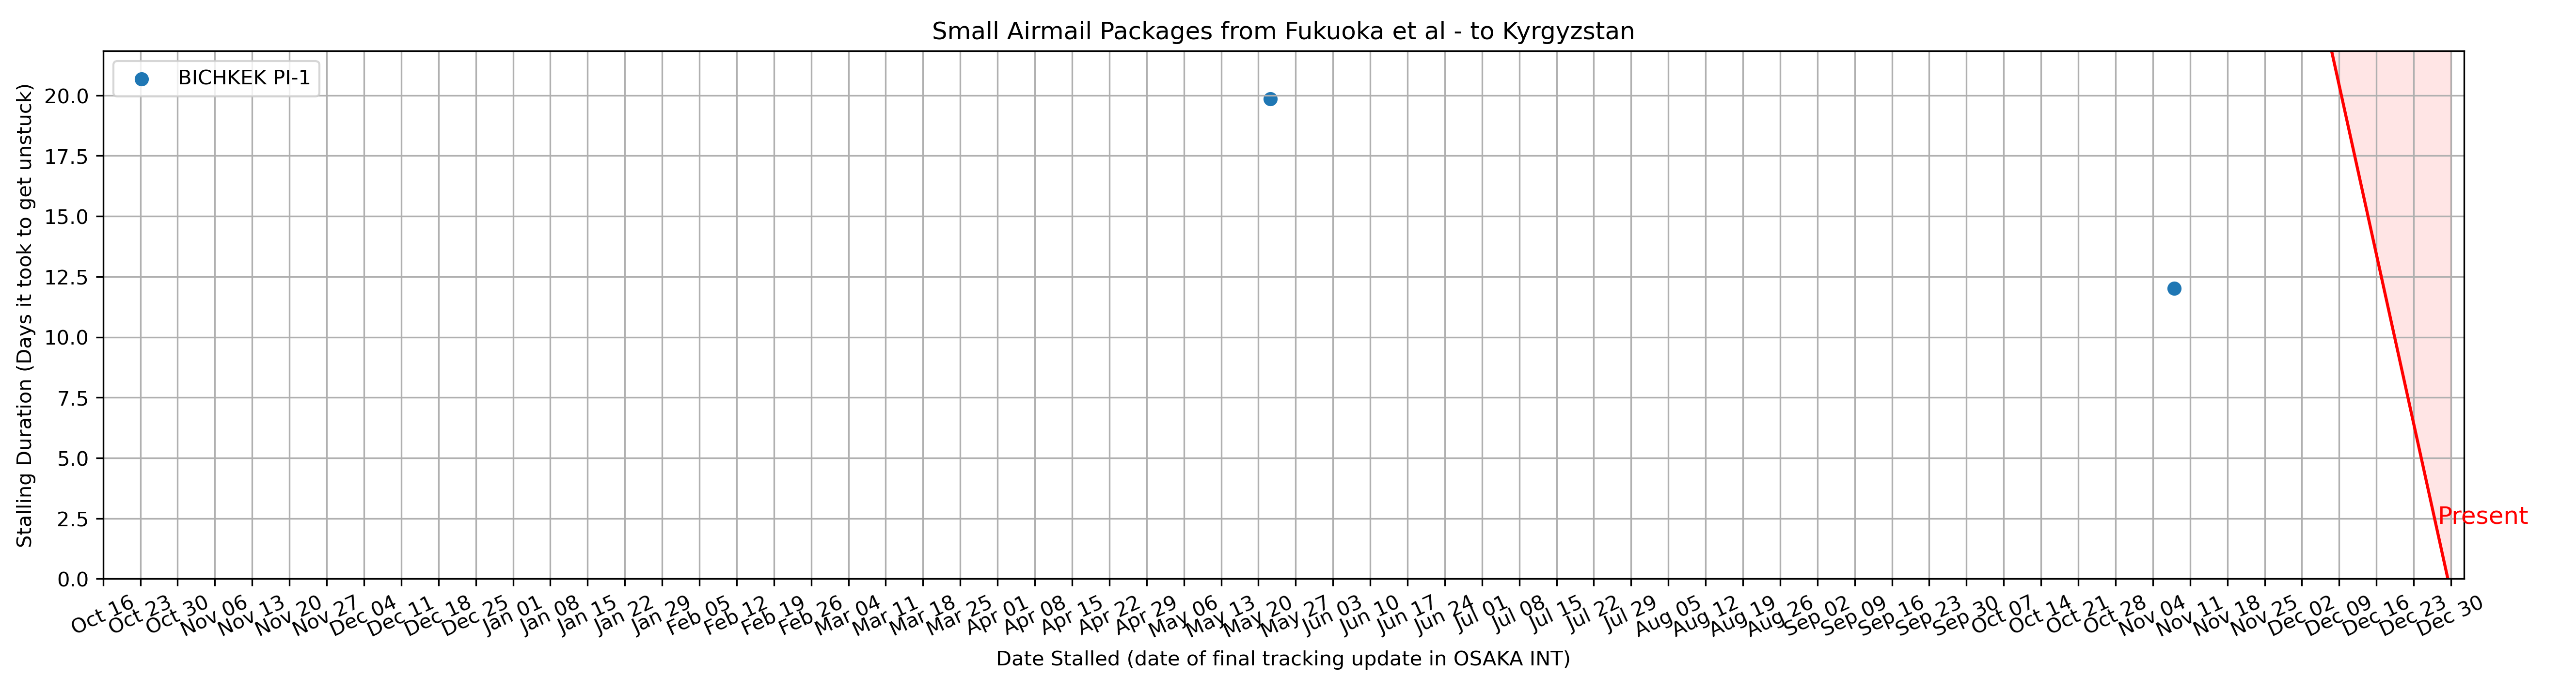 Small Airmail Packages from Fukuoka et al - to Kyrgyzstan
BICHKEK PI-1
Stalling Duration (Days it took to get unstuck)
20.0
17.5
15.0
12.5
10.0
7.5
5.0
2.5
0.0
Present
Oct 16
Oct 23
Oct 30
Nov 06
Nov 13
Nov 20
Nov 27
Dec 04
Dec 11
Dec 18
Dec 25
Jan 01
Jan 08
Jan 15
Jan 22
Jan 29
Feb 05
Feb 12
Feb 19
Feb 26
Mar 04
Mar 11
Mar 18
Mar 25
Apr 01
Apr 08
Apr 15
Apr 22
Apr 29
May 06
May 13
May 20
May 27
Jun 03
Jun 10
Jun 17
Jun 24
Jul 01
Jul 08
Jul 15
Jul 22
Jul 29
Aug 05
Aug 12
Aug 19
Aug 26
Sep 02
Sep 09
Sep 16
Sep 23
Sep 30
Oct 07
Oct 14
Oct 21
Oct 28
Nov 04
Nov 11
Nov 18
Nov 25
Dec 02
Dec 09
Dec 16
Dec 23
Dec 30
Date Stalled (date of final tracking update in OSAKA INT)